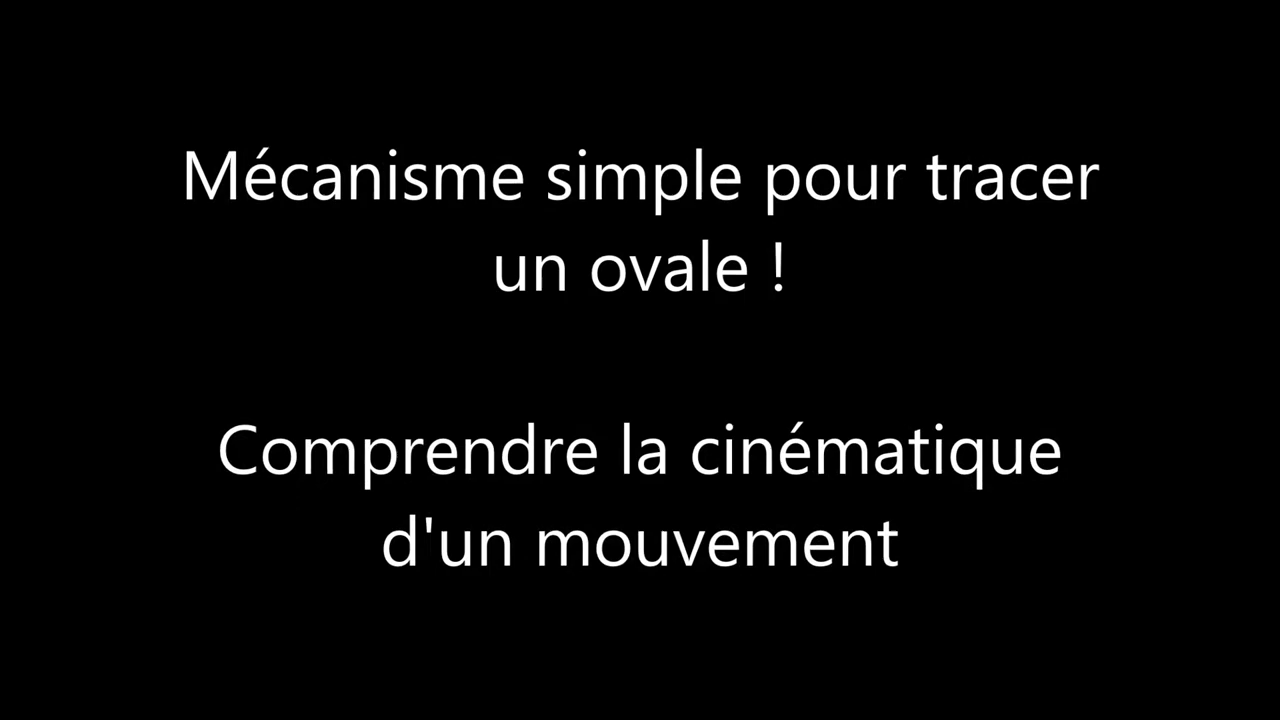 Mécanisme simple pour tracer
un ovale !
Comprendre la cinématique
d'un mouvement